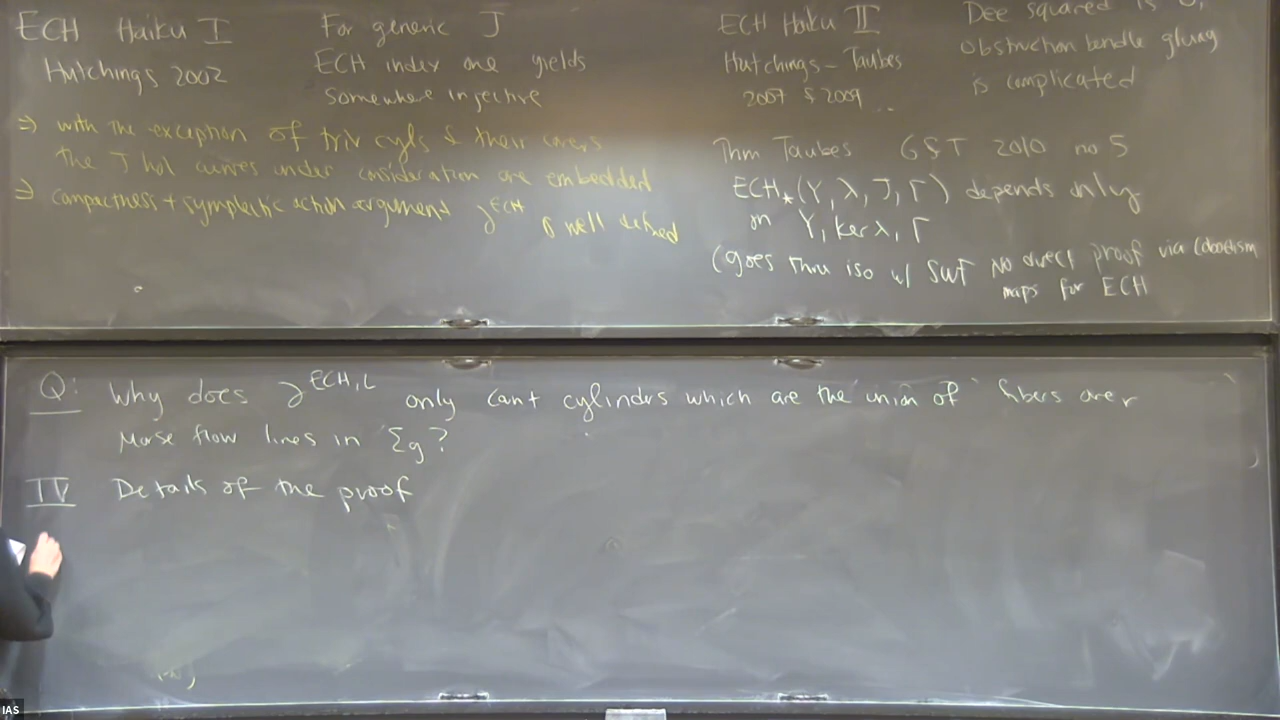 ECH Haiku I
Hutchings 2002
For generic J
ECH index one yields
Somewhere injective
=> with the exception of triv cyls & their covers
the J hol curves under consideration are embedded
=> compactness + symplectic action argument ∂^ECH is well defined
ECH Haiku II
Hutchings - Taubes
2007 & 2009
Dee squared is 0,
obstruction bundle gluing
is complicated
Thm Taubes G&T 2010 no 5
ECH_*(Y, λ, J, Γ) depends only
on Y, ker λ, Γ
(goes thru iso w/ SWF no direct proof via cobordism
maps for ECH
Q: Why does ∂^ECH,L only count cylinders which are the union of fibers over
Morse flow lines in Σg?
IV Details of the proof
IAS